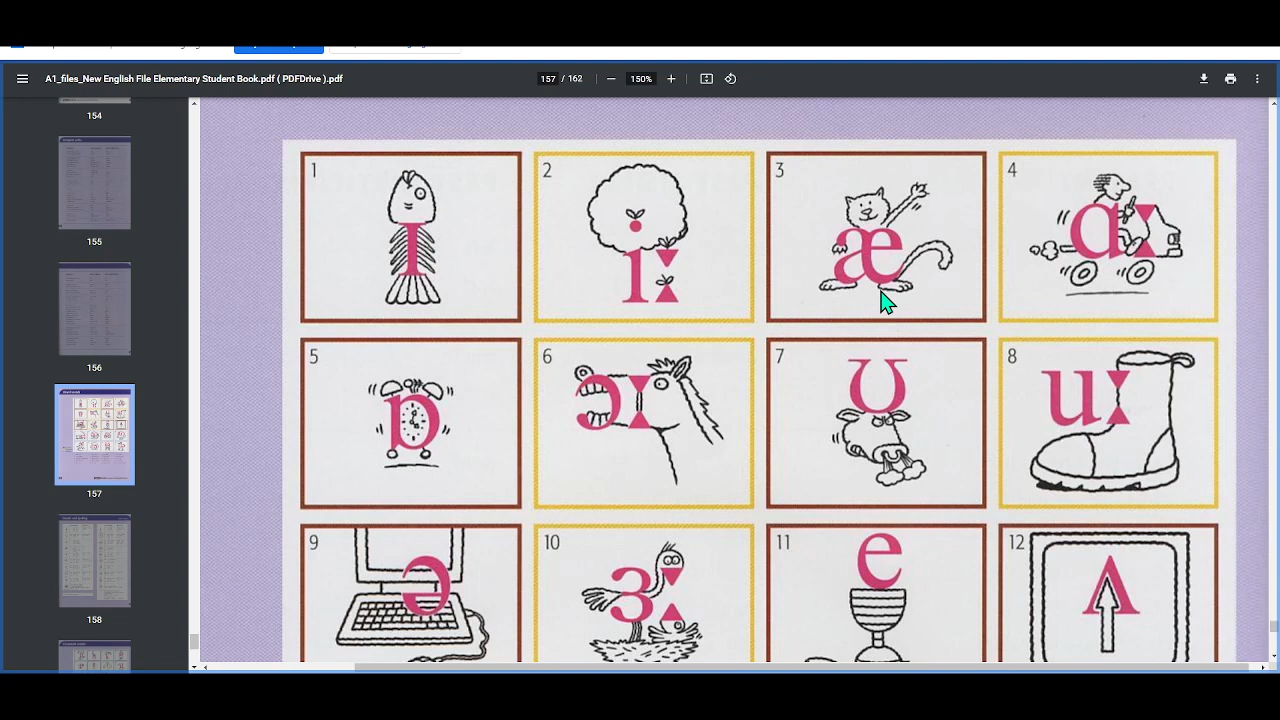 A1_files_New English File Elementary Student Book.pdf ( PDFDrive ).pdf
157 / 162
150%
154
155
156
157
158
1
2
3
4
ɪ
iː
æ
ɑː
5
6
7
8
ɒ
ɔː
ʊ
uː
9
10
11
12
ə
ɜː
e
ʌ